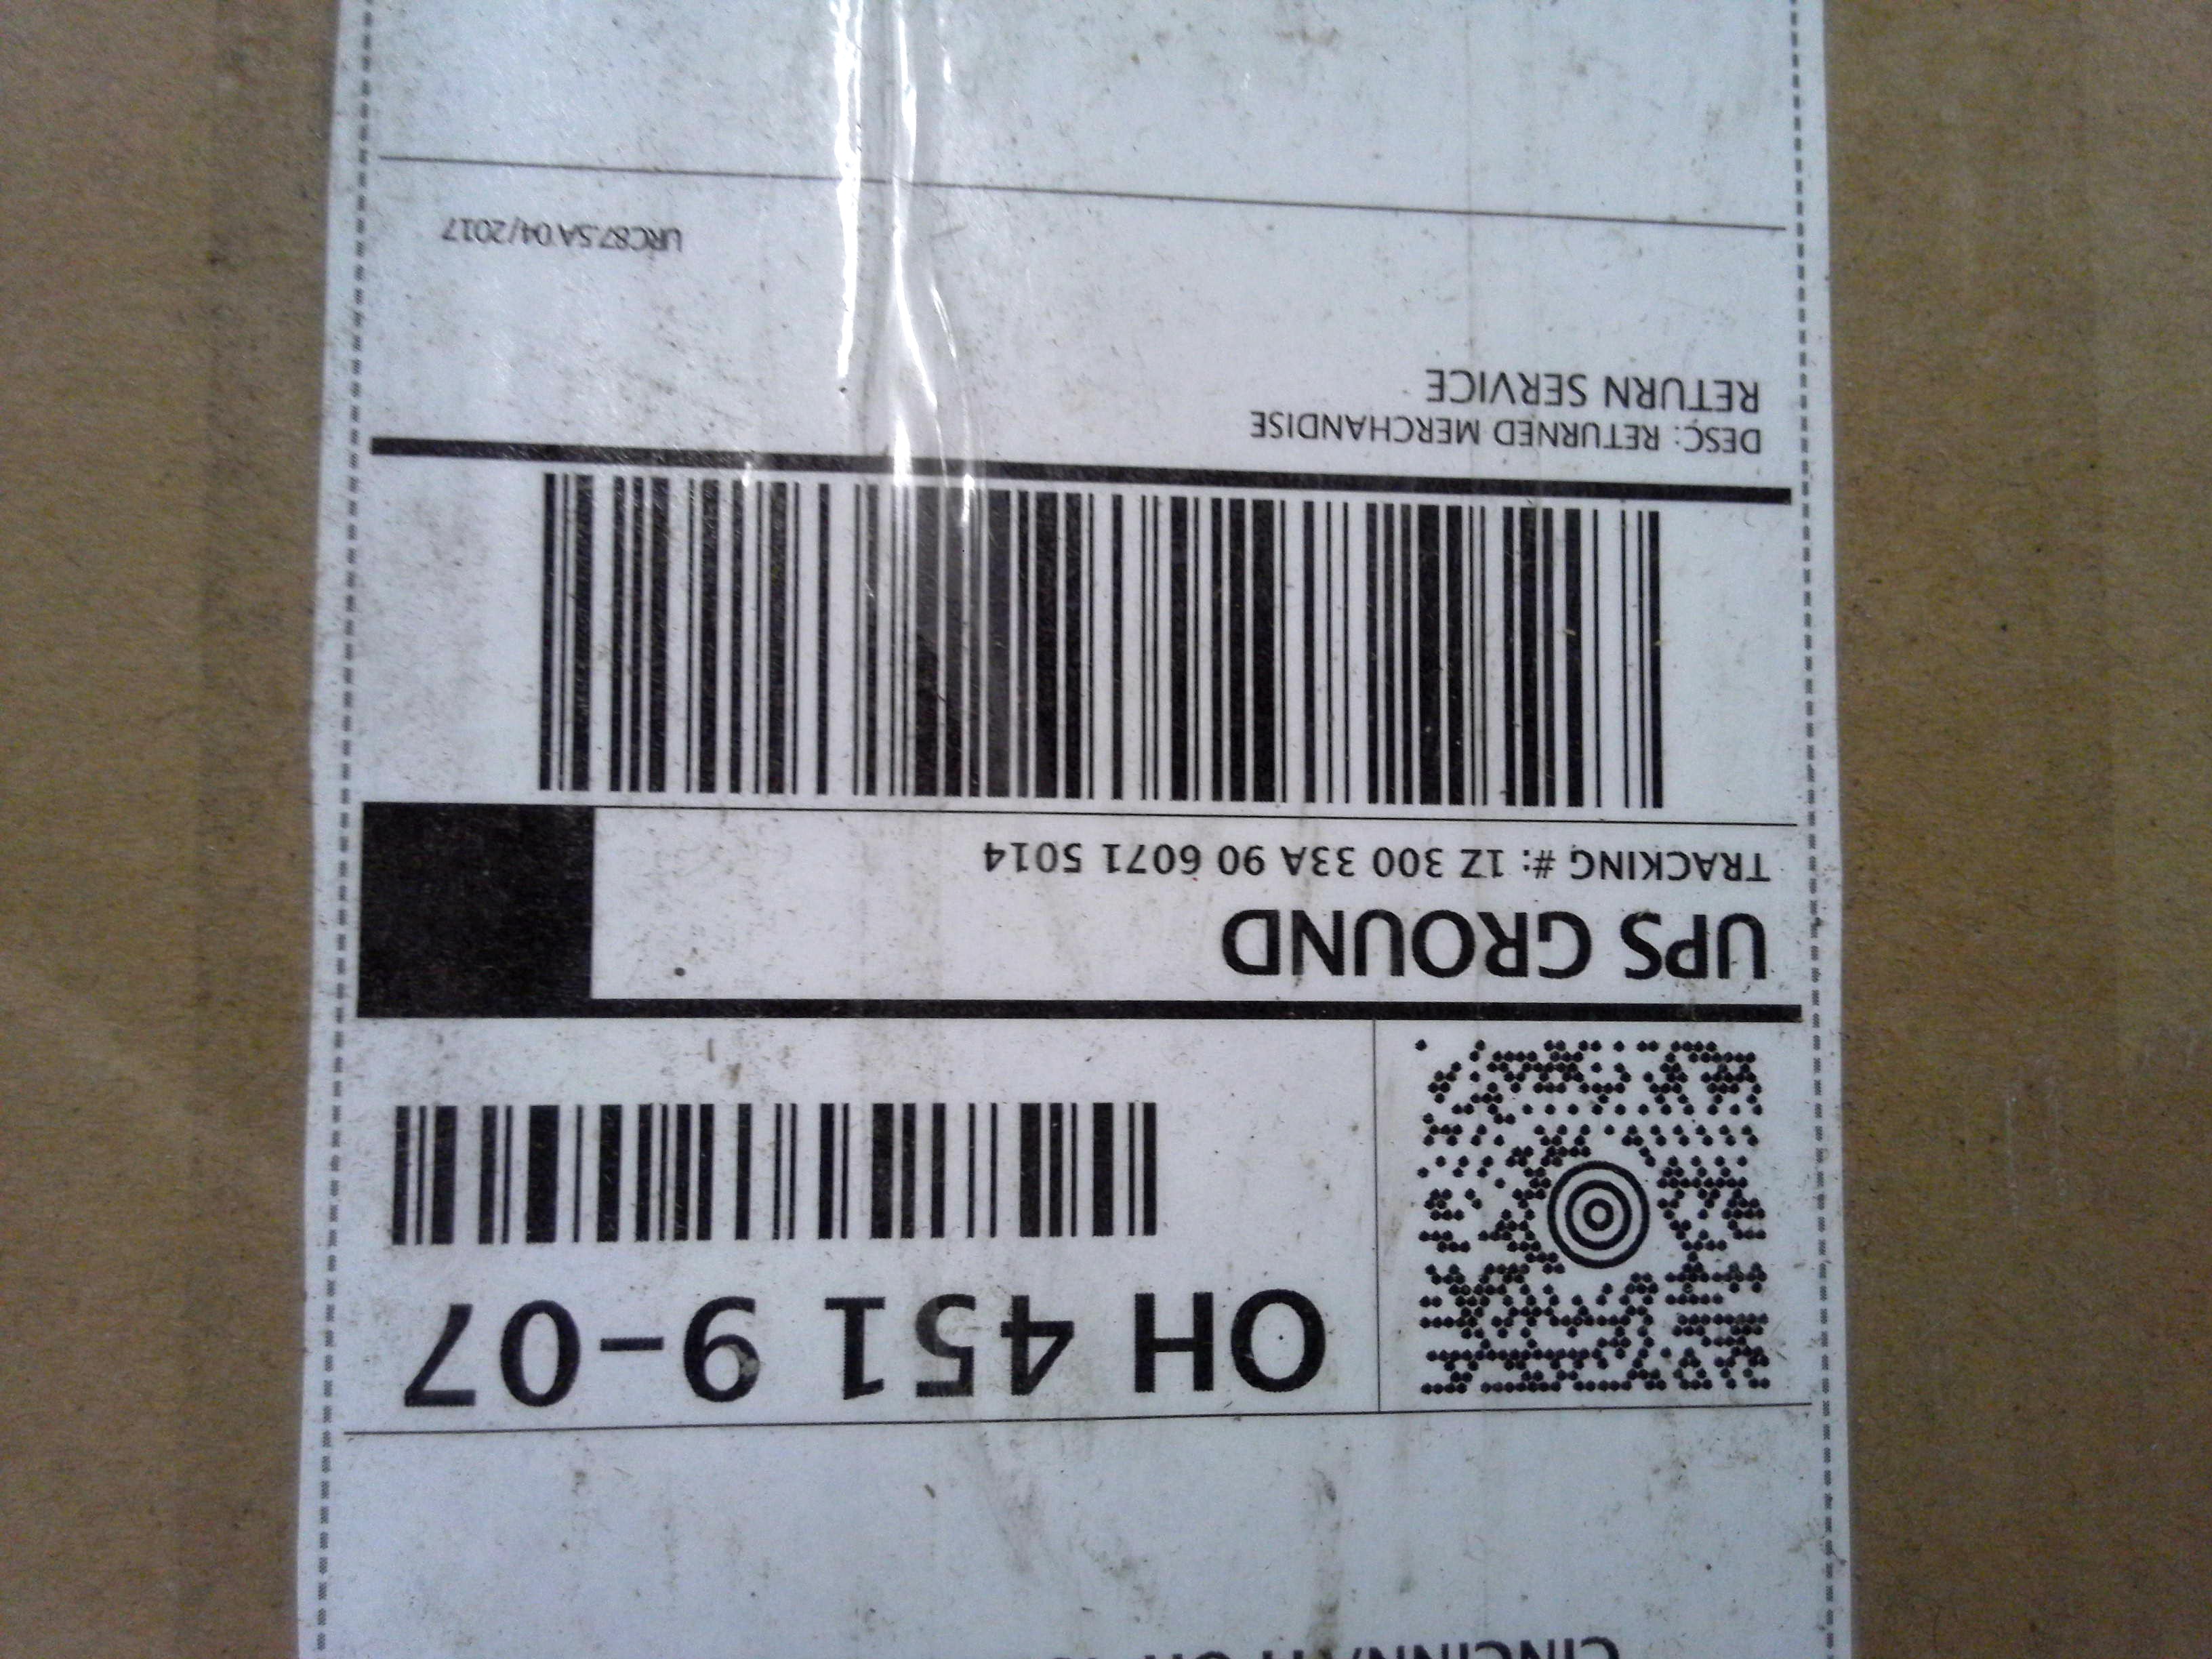 OH 451 9-07
UPS GROUND
TRACKING #: 1Z 300 33A 90 6071 5014
DESC: RETURNED MERCHANDISE
RETURN SERVICE
URC87.5A 04/2017